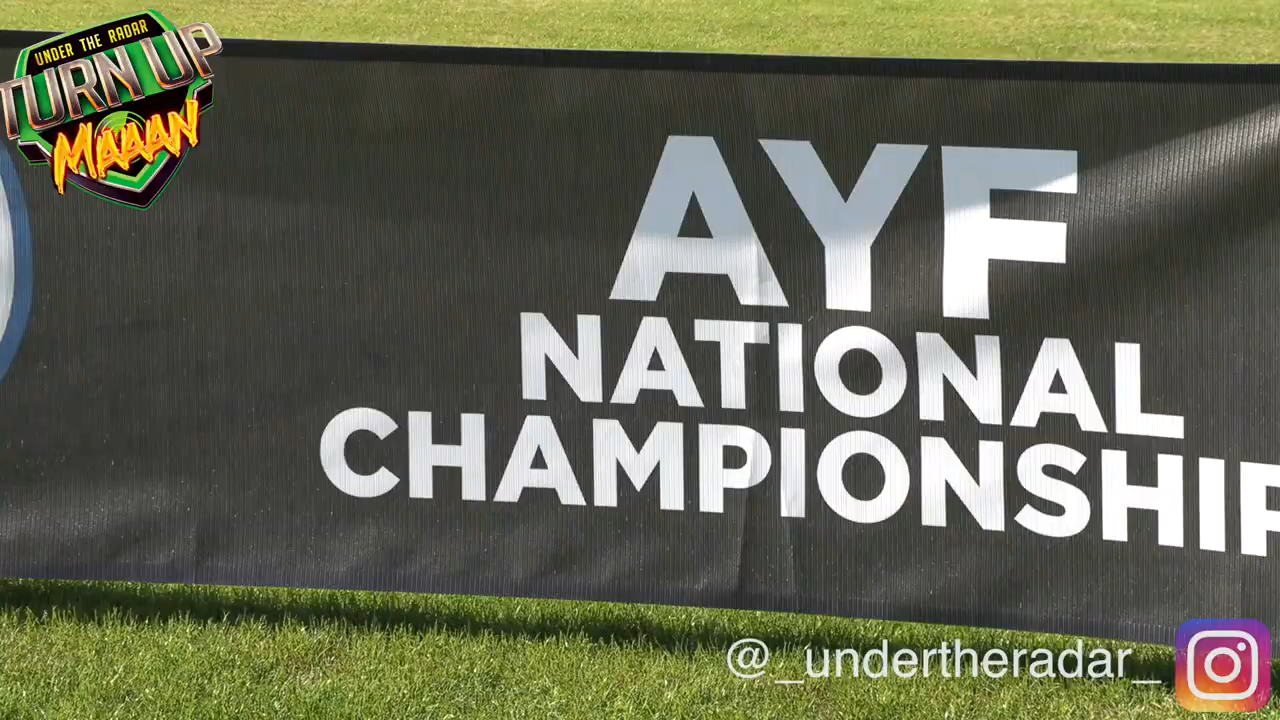 UNDER THE RADAR
TURN UP
MAAAN
AYF
NATIONAL
CHAMPIONSHIP
@_undertheradar_